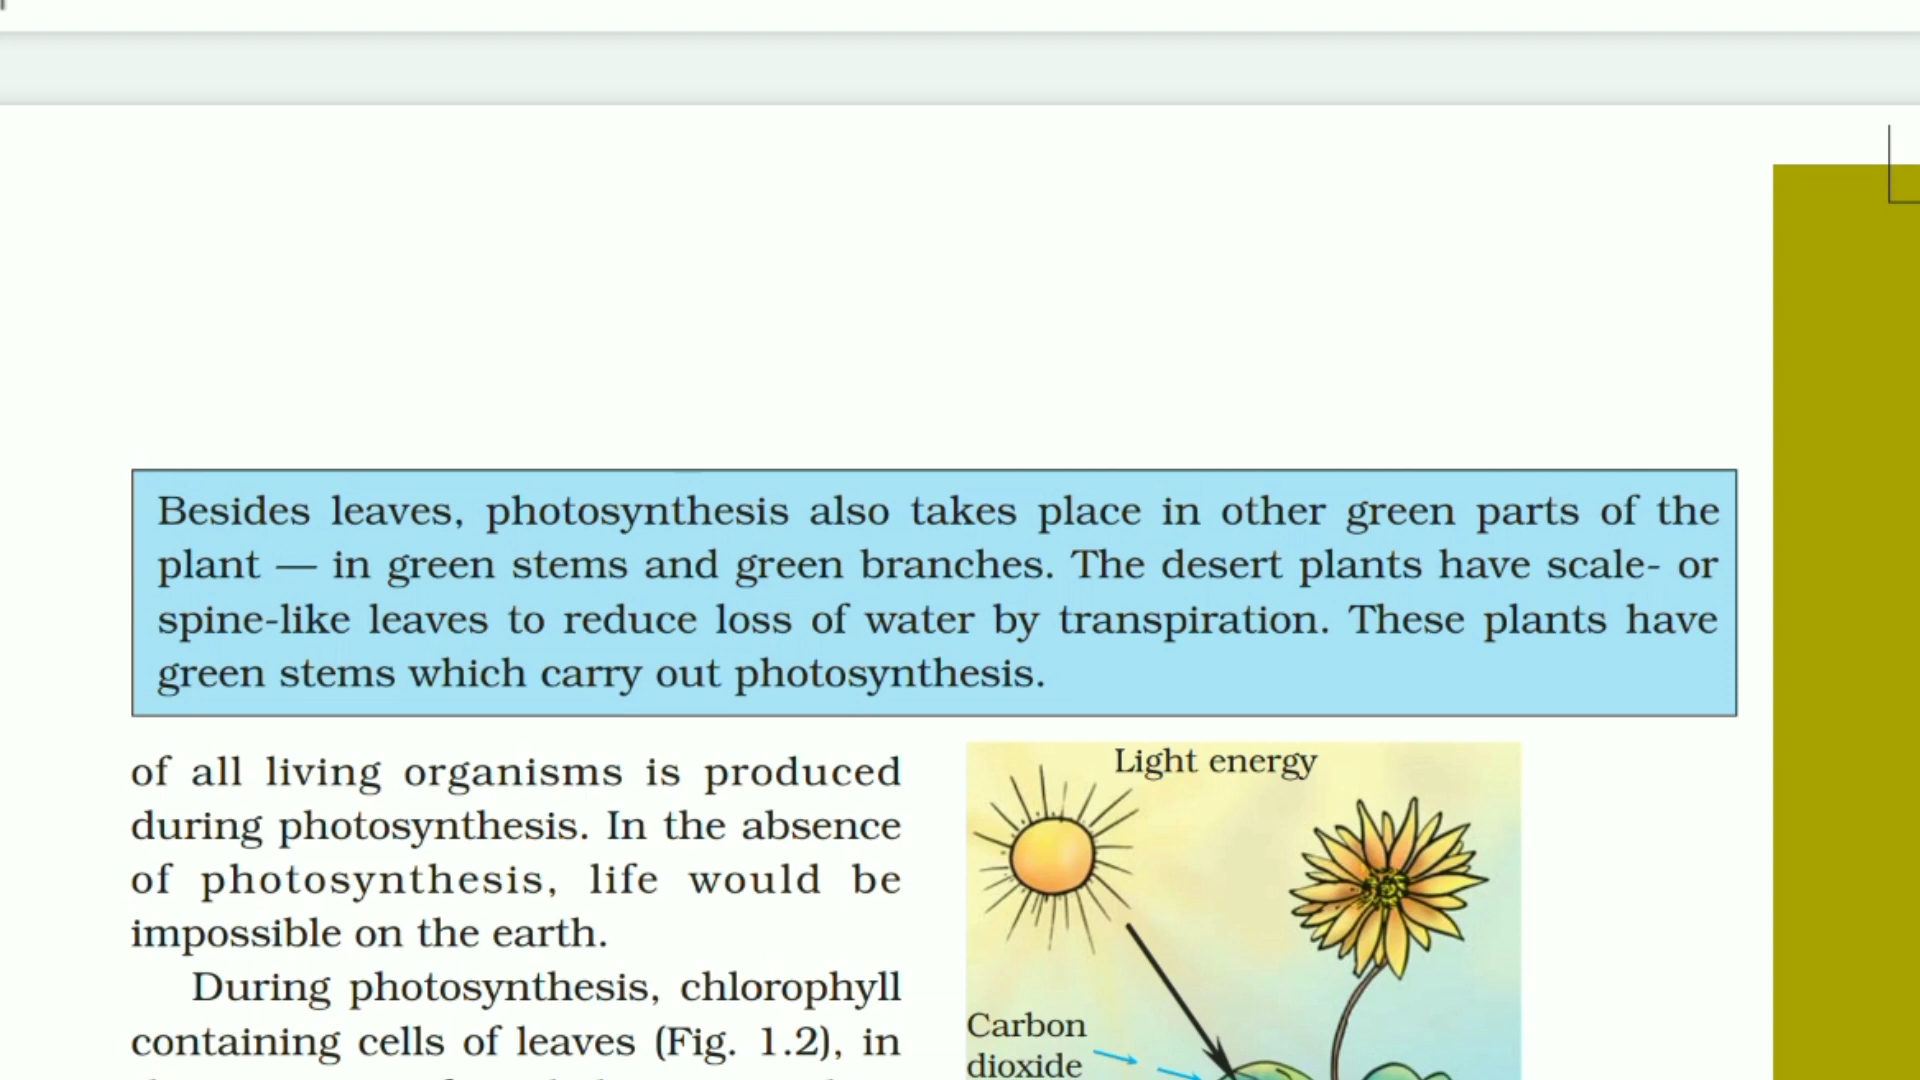 Besides leaves, photosynthesis also takes place in other green parts of the
plant — in green stems and green branches. The desert plants have scale- or
spine-like leaves to reduce loss of water by transpiration. These plants have
green stems which carry out photosynthesis.
of all living organisms is produced
during photosynthesis. In the absence
of photosynthesis, life would be
impossible on the earth.
During photosynthesis, chlorophyll
containing cells of leaves (Fig. 1.2), in
Light energy
Carbon
dioxide